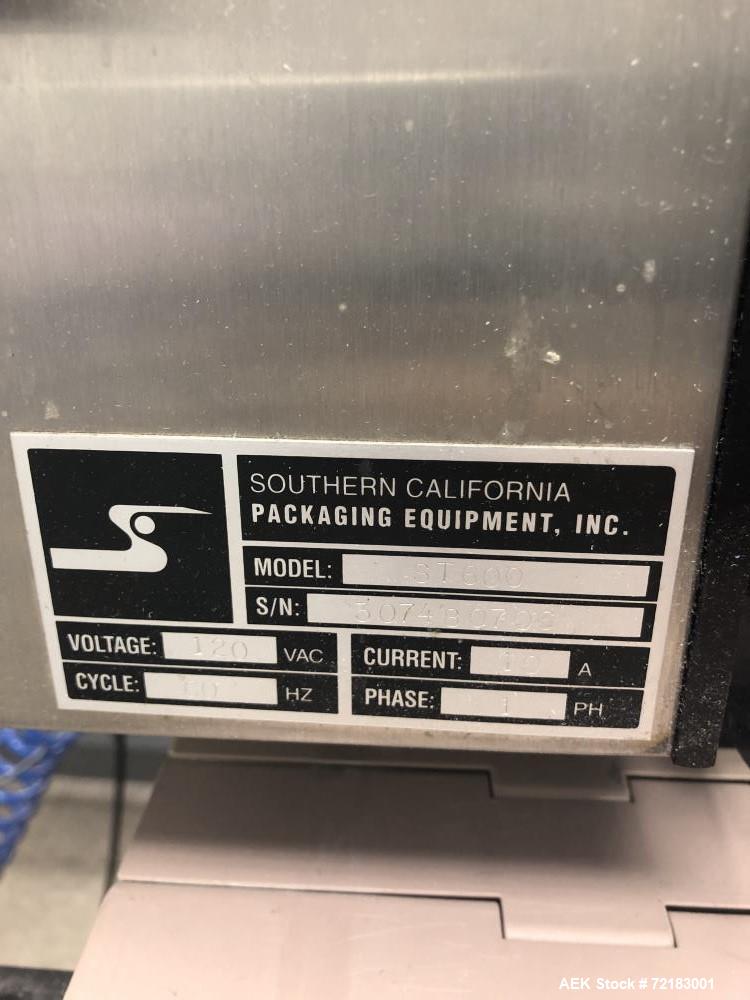 SOUTHERN CALIFORNIA
PACKAGING EQUIPMENT, INC.
MODEL: ST600
S/N:
VOLTAGE: 120 VAC
CURRENT: 10 A
CYCLE: HZ
PHASE: 1 PH
AEK Stock # 72183001